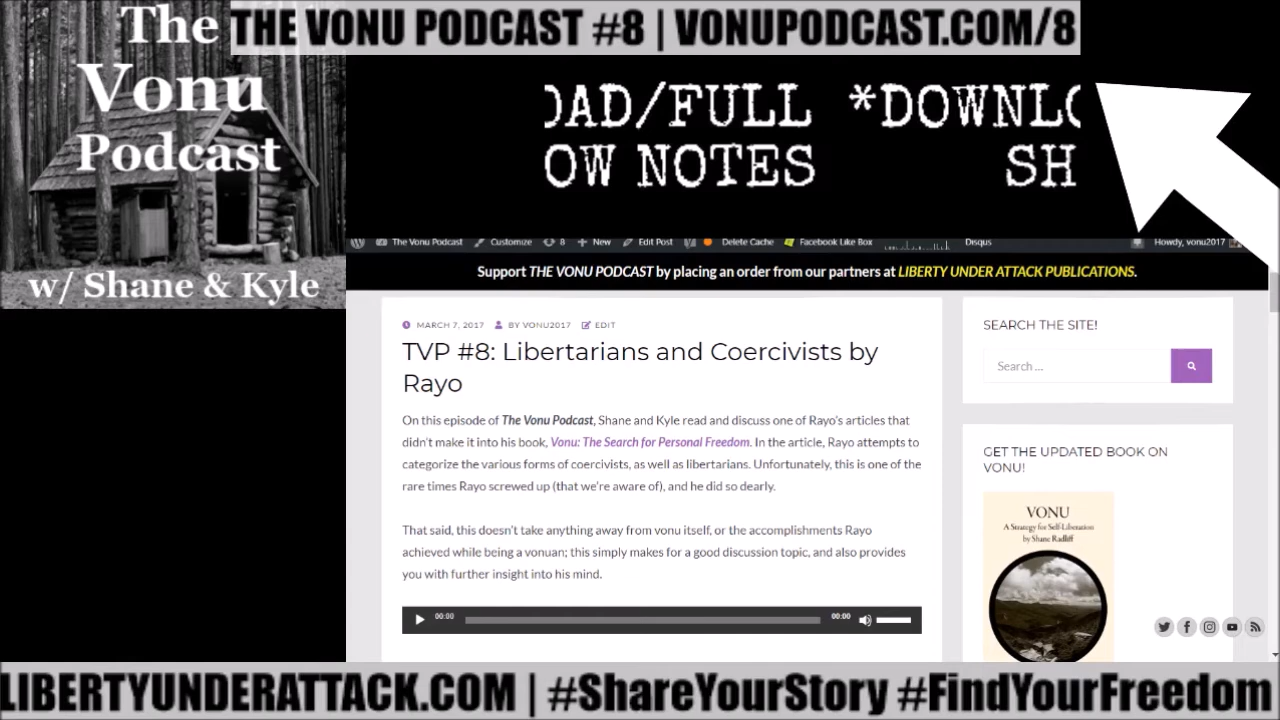 THE VONU PODCAST #8 | VONUPODCAST.COM/8
The
Vonu
Podcast
w/ Shane & Kyle
OAD/FULL *DOWNLO
OW NOTES SH
The Vonu Podcast Customize 8 New Edit Post Delete Cache Facebook Like Box Disqus Howdy, vonu2017
Support THE VONU PODCAST by placing an order from our partners at LIBERTY UNDER ATTACK PUBLICATIONS.
MARCH 7, 2017 BY VONU2017 EDIT
TVP #8: Libertarians and Coercivists by
Rayo
On this episode of The Vonu Podcast, Shane and Kyle read and discuss one of Rayo's articles that
didn't make it into his book, Vonu: The Search for Personal Freedom. In the article, Rayo attempts to
categorize the various forms of coercivists, as well as libertarians. Unfortunately, this is one of the
rare times Rayo screwed up (that we're aware of), and he did so dearly.
That said, this doesn't take anything away from vonu itself, or the accomplishments Rayo
achieved while being a vonuan; this simply makes for a good discussion topic, and also provides
you with further insight into his mind.
00:00 00:00
SEARCH THE SITE!
Search ...
GET THE UPDATED BOOK ON
VONU!
VONU
A Strategy for Self-Liberation
by Shane Radliff
LIBERTYUNDERATTACK.COM | #ShareYourStory #FindYourFreedom